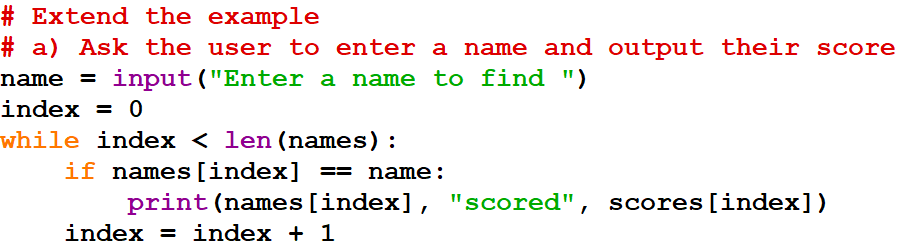 # Extend the example
# a) Ask the user to enter a name and output their score
name = input("Enter a name to find ")
index = 0
while index < len(names):
    if names[index] == name:
        print(names[index], "scored", scores[index])
    index = index + 1